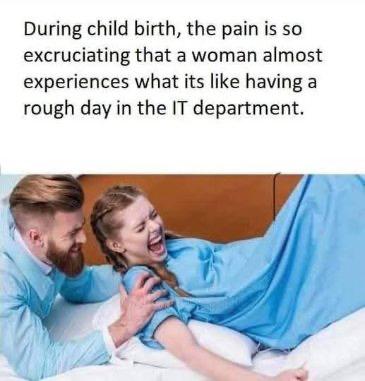 During child birth, the pain is so
excruciating that a woman almost
experiences what its like having a
rough day in the IT department.